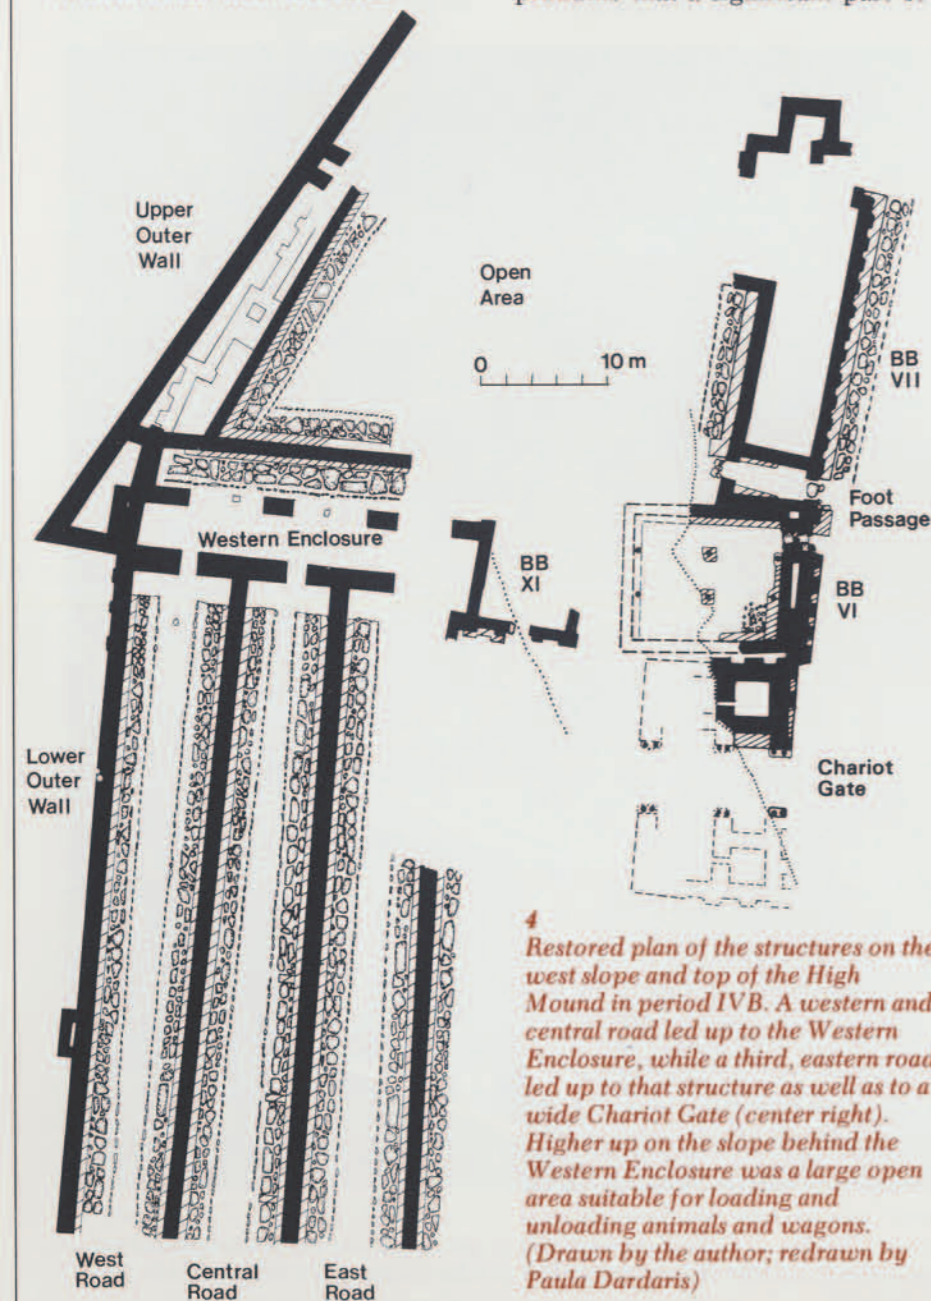 Upper
Outer
Wall
Open
Area
0 10 m
BB
VII
Foot
Passage
Western Enclosure
BB
XI
BB
VI
Lower
Outer
Wall
Chariot
Gate
West
Road
Central
Road
East
Road
4
Restored plan of the structures on the
west slope and top of the High
Mound in period IVB. A western and
central road led up to the Western
Enclosure, while a third, eastern road
led up to that structure as well as to a
wide Chariot Gate (center right).
Higher up on the slope behind the
Western Enclosure was a large open
area suitable for loading and
unloading animals and wagons.
(Drawn by the author; redrawn by
Paula Dardaris)